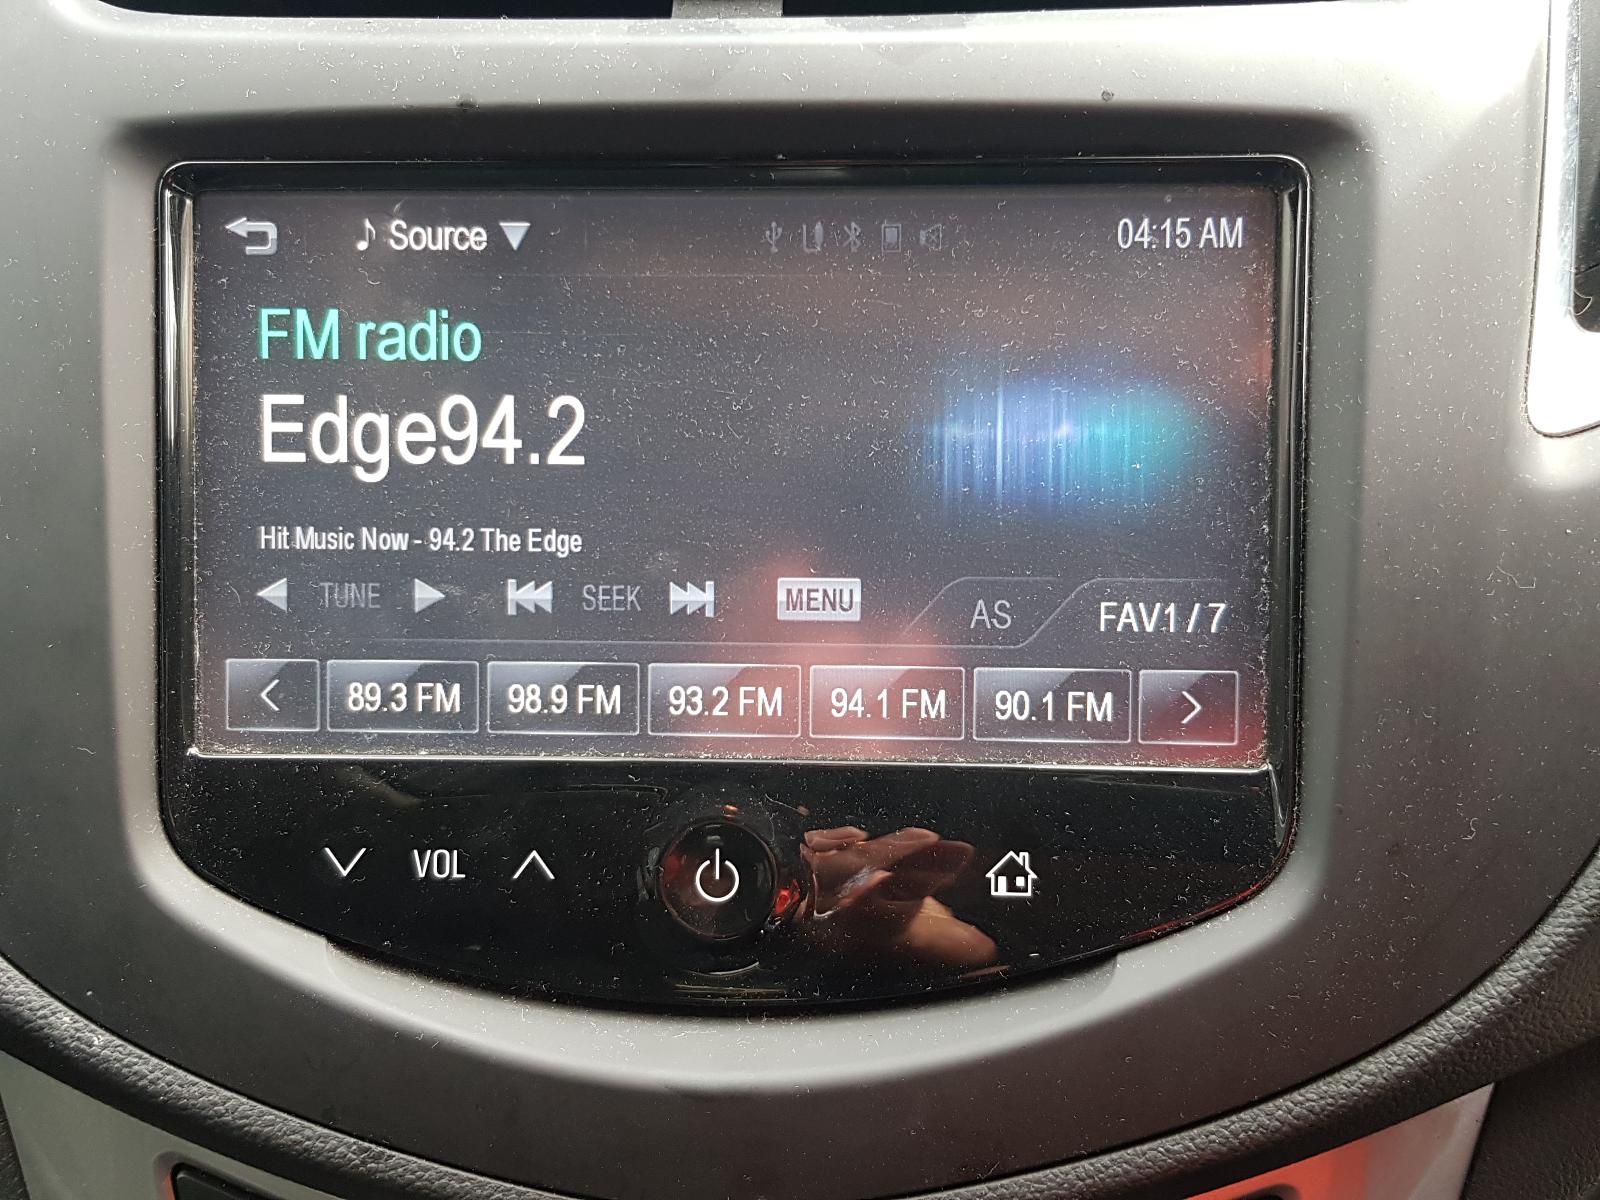 Source 04:15 AM
FM radio
Edge94.2
Hit Music Now - 94.2 The Edge
TUNE SEEK MENU AS FAV1 / 7
89.3 FM 98.9 FM 93.2 FM 94.1 FM 90.1 FM
VOL